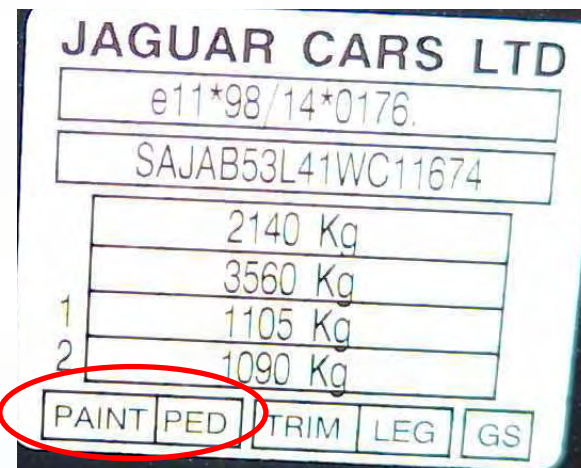 JAGUAR CARS LTD
e11*98/14*0176.
SAJAB53L41WC11674
2140 Kg
3560 Kg
1 1105 Kg
2 1090 Kg
PAINT PED TRIM LEG GS